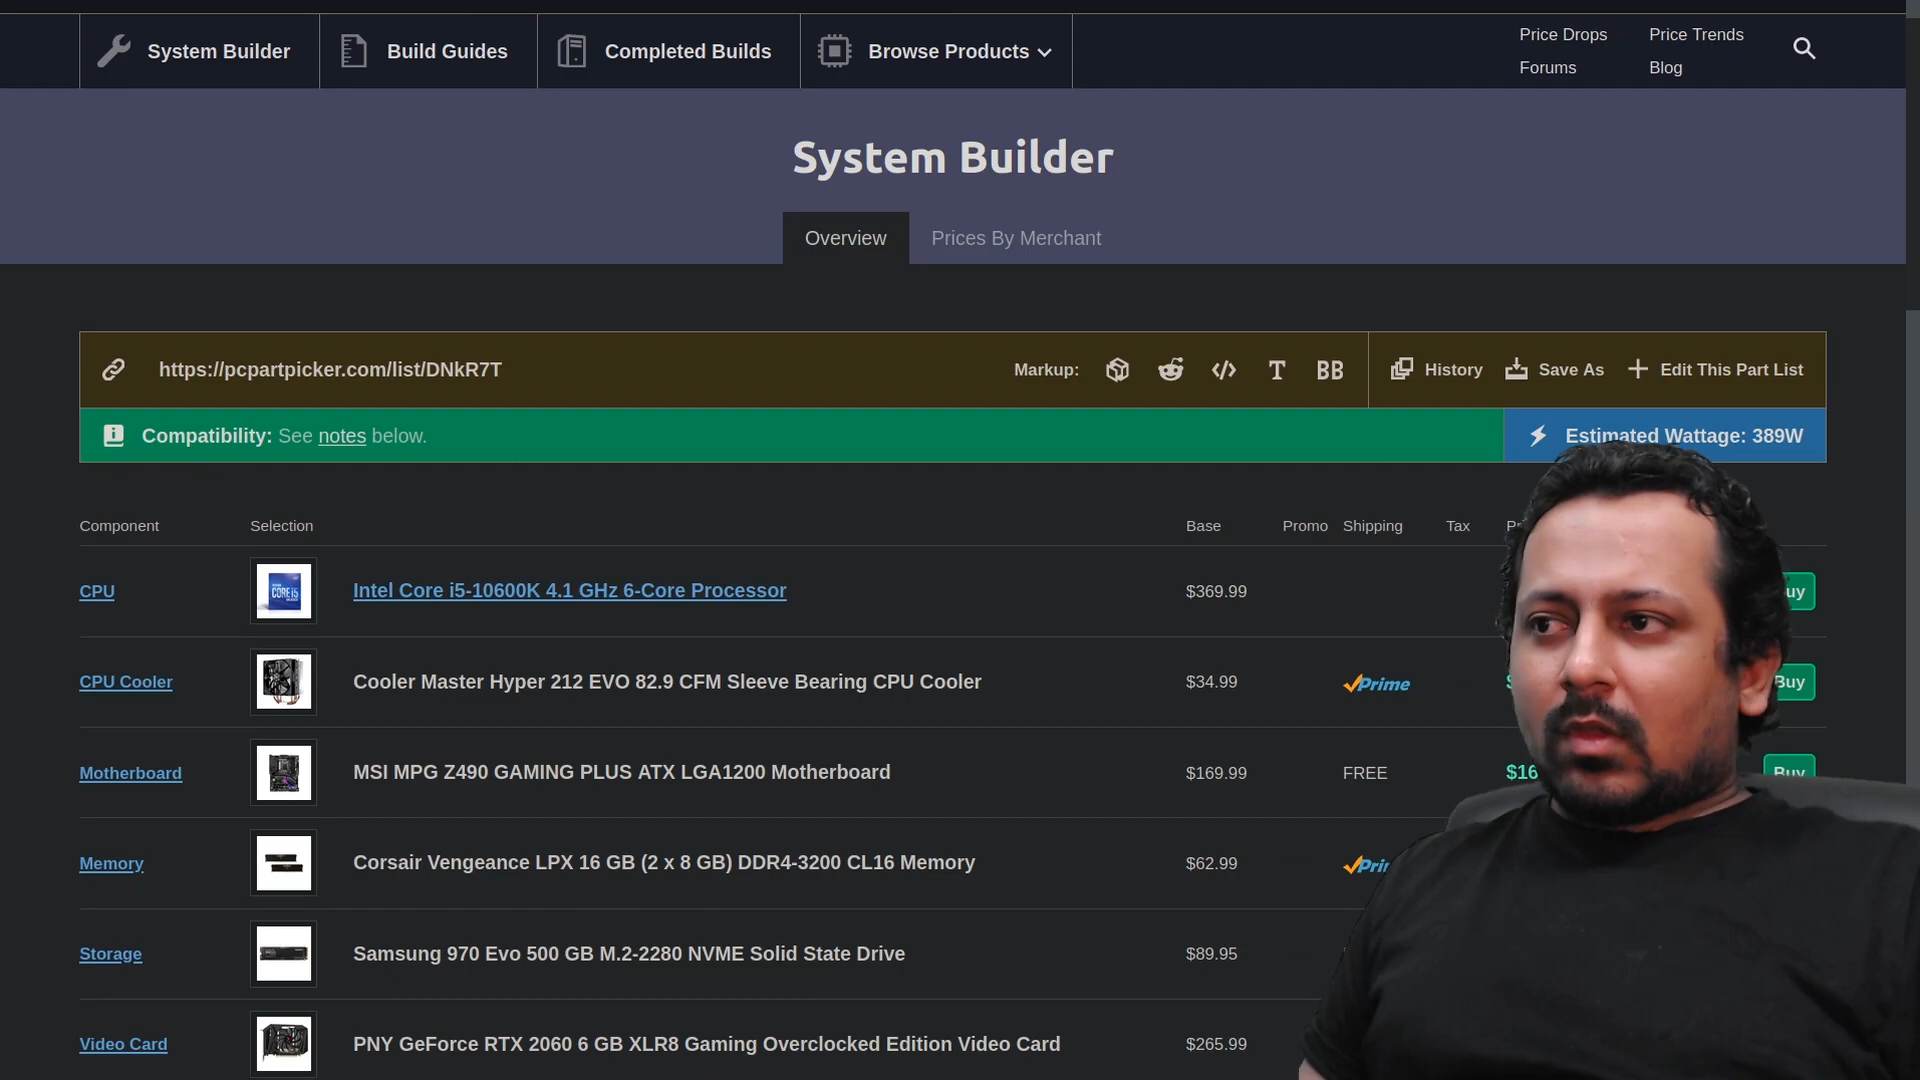 System Builder
Build Guides
Completed Builds
Browse Products
Price Drops
Price Trends
Forums
Blog
System Builder
Overview
Prices By Merchant
https://pcpartpicker.com/list/DNkR7T
Markup:
BB
History
Save As
Edit This Part List
Compatibility: See notes below.
Estimated Wattage: 389W
Component Selection Base Promo Shipping Tax
CPU Intel Core i5-10600K 4.1 GHz 6-Core Processor $369.99
CPU Cooler Cooler Master Hyper 212 EVO 82.9 CFM Sleeve Bearing CPU Cooler $34.99 Prime Buy
Motherboard MSI MPG Z490 GAMING PLUS ATX LGA1200 Motherboard $169.99 FREE $16 Buy
Memory Corsair Vengeance LPX 16 GB (2 x 8 GB) DDR4-3200 CL16 Memory $62.99
Storage Samsung 970 Evo 500 GB M.2-2280 NVME Solid State Drive $89.95
Video Card PNY GeForce RTX 2060 6 GB XLR8 Gaming Overclocked Edition Video Card $265.99